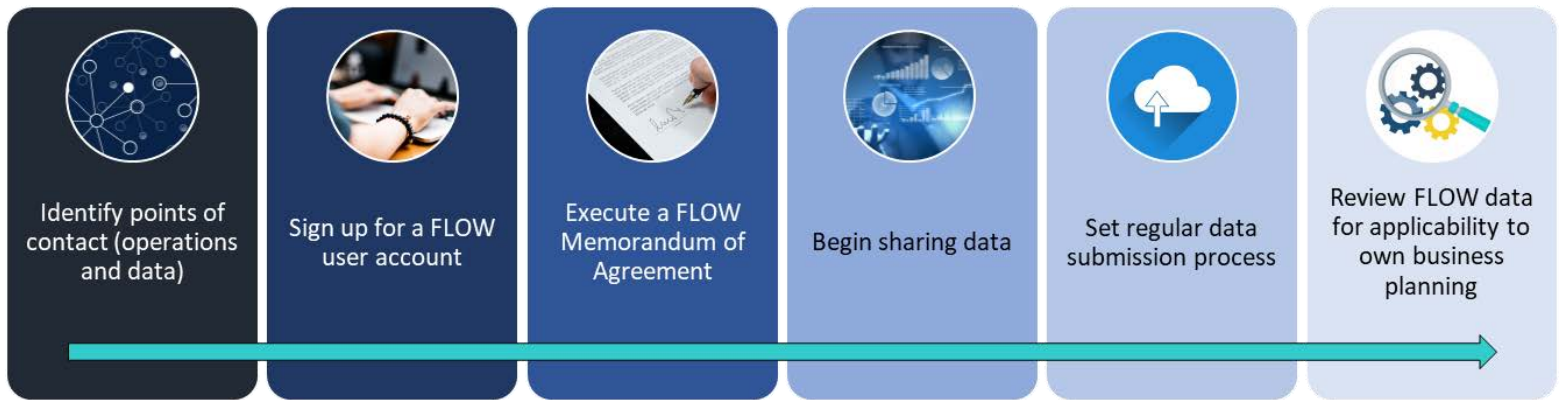 Identify points of
contact (operations
and data)
Sign up for a FLOW
user account
Execute a FLOW
Memorandum of
Agreement
Begin sharing data
Set regular data
submission process
Review FLOW data
for applicability to
own business
planning